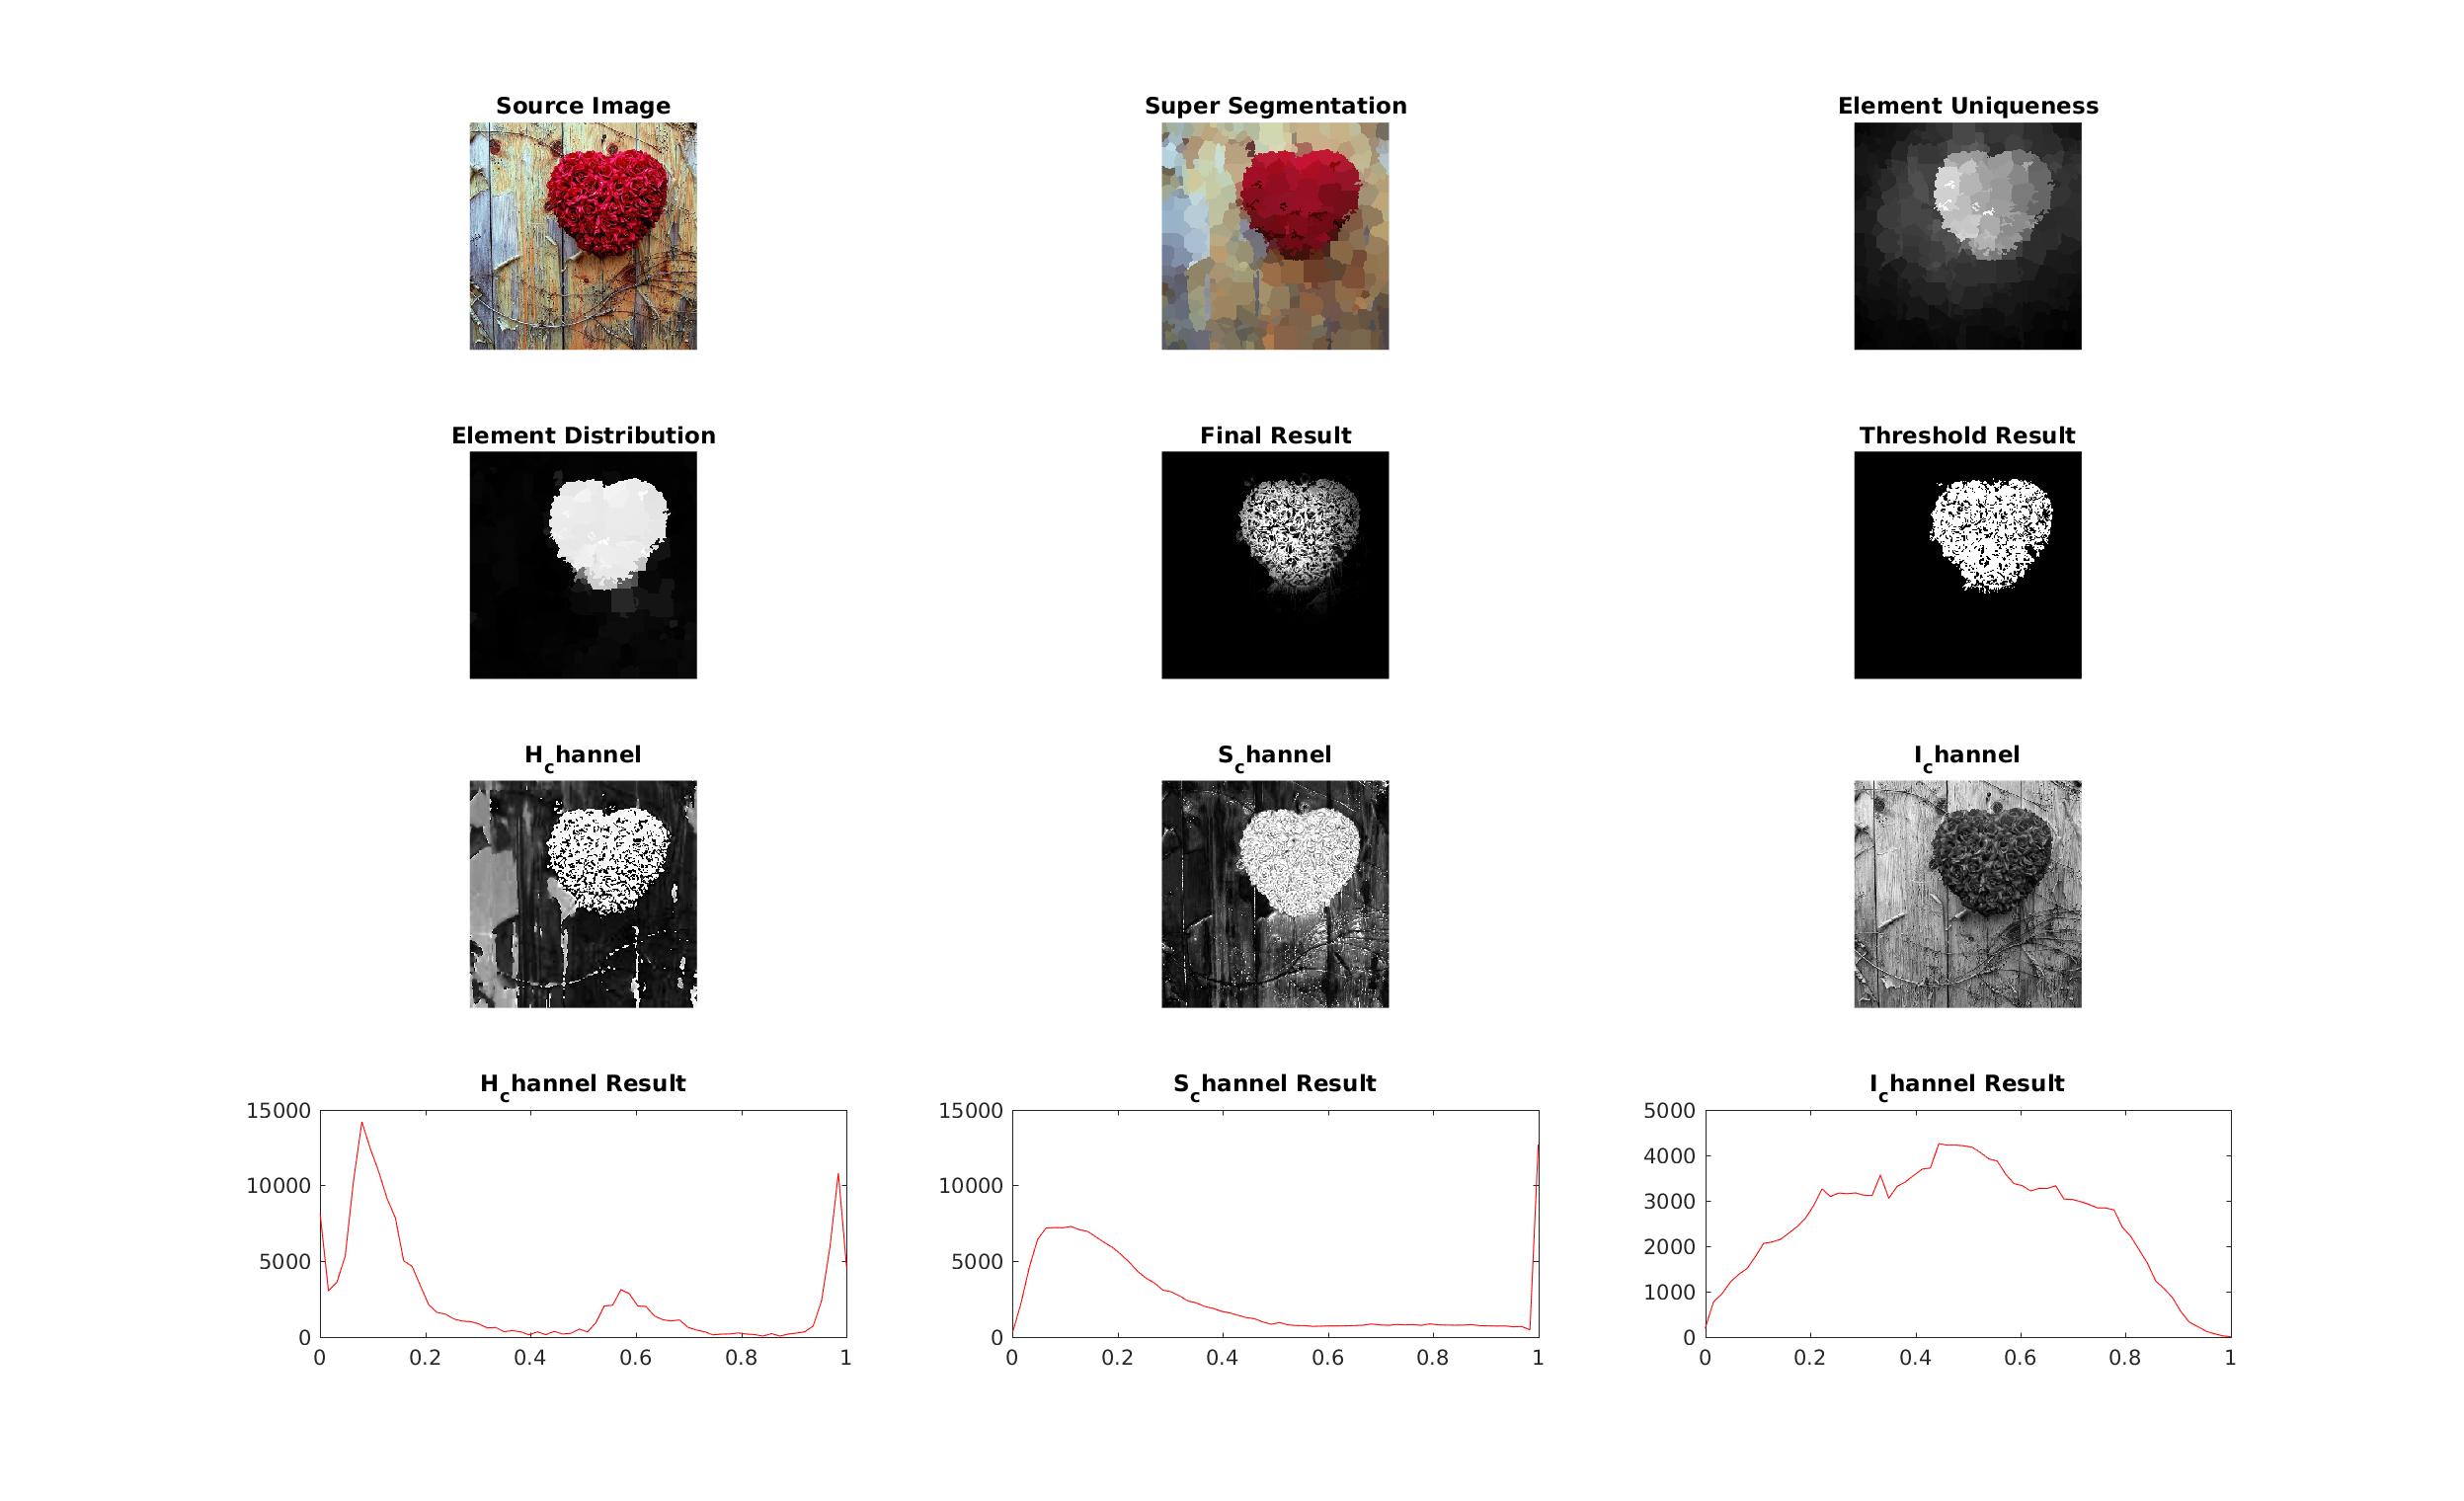 Source Image
Super Segmentation
Element Uniqueness
Element Distribution
Final Result
Threshold Result
H_channel
S_channel
I_channel
H_channel Result
S_channel Result
I_channel Result
15000
10000
5000
0
0 0.2 0.4 0.6 0.8 1
15000
10000
5000
0
0 0.2 0.4 0.6 0.8 1
5000
4000
3000
2000
1000
0
0 0.2 0.4 0.6 0.8 1